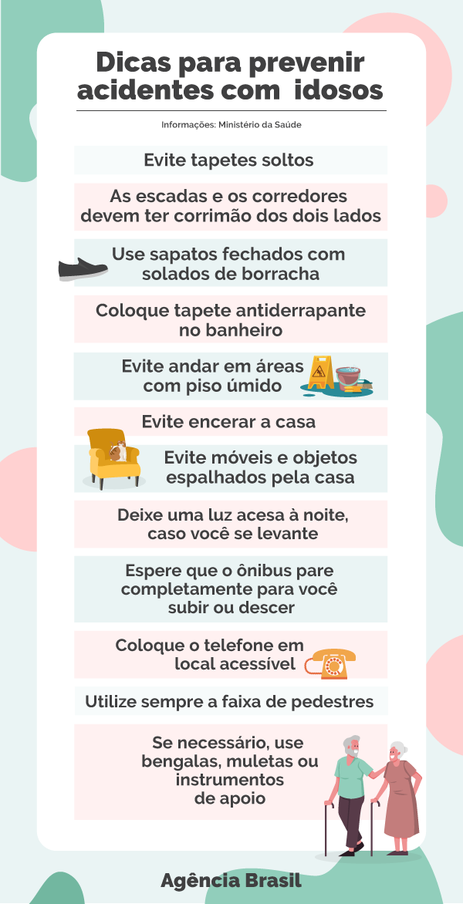 Dicas para prevenir
acidentes com idosos
Informações: Ministério da Saúde
Evite tapetes soltos
As escadas e os corredores
devem ter corrimão dos dois lados
Use sapatos fechados com
solados de borracha
Coloque tapete antiderrapante
no banheiro
Evite andar em áreas
com piso úmido
Evite encerar a casa
Evite móveis e objetos
espalhados pela casa
Deixe uma luz acesa à noite,
caso você se levante
Espere que o ônibus pare
completamente para você
subir ou descer
Coloque o telefone em
local acessível
Utilize sempre a faixa de pedestres
Se necessário, use
bengalas, muletas ou
instrumentos
de apoio
Agência Brasil